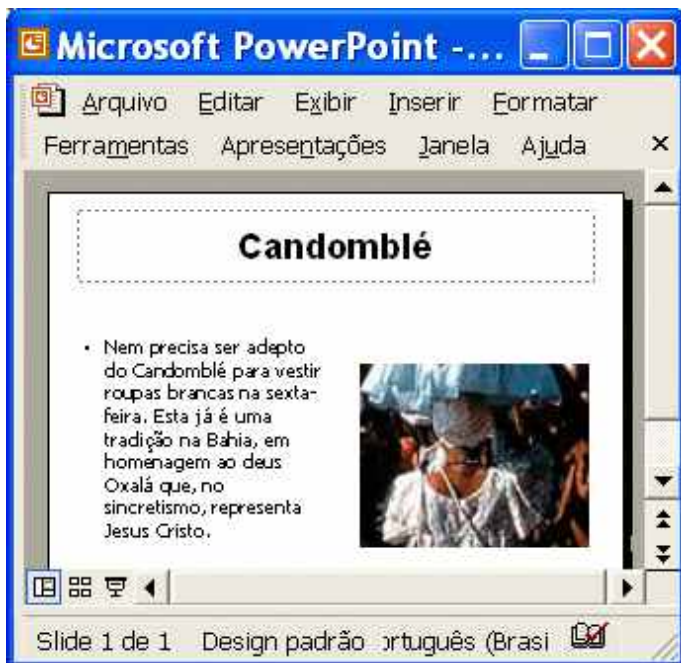 Microsoft PowerPoint -...
Arquivo Editar Exibir Inserir Formatar
Ferramentas Apresentações Janela Ajuda
Candomblé
• Nem precisa ser adepto
do Candomblé para vestir
roupas brancas na sexta-
feira. Esta já é uma
tradição na Bahia, em
homenagem ao deus
Oxalá que, no
sincretismo, representa
Jesus Cristo.
Slide 1 de 1 Design padrão rtuguês (Brasi